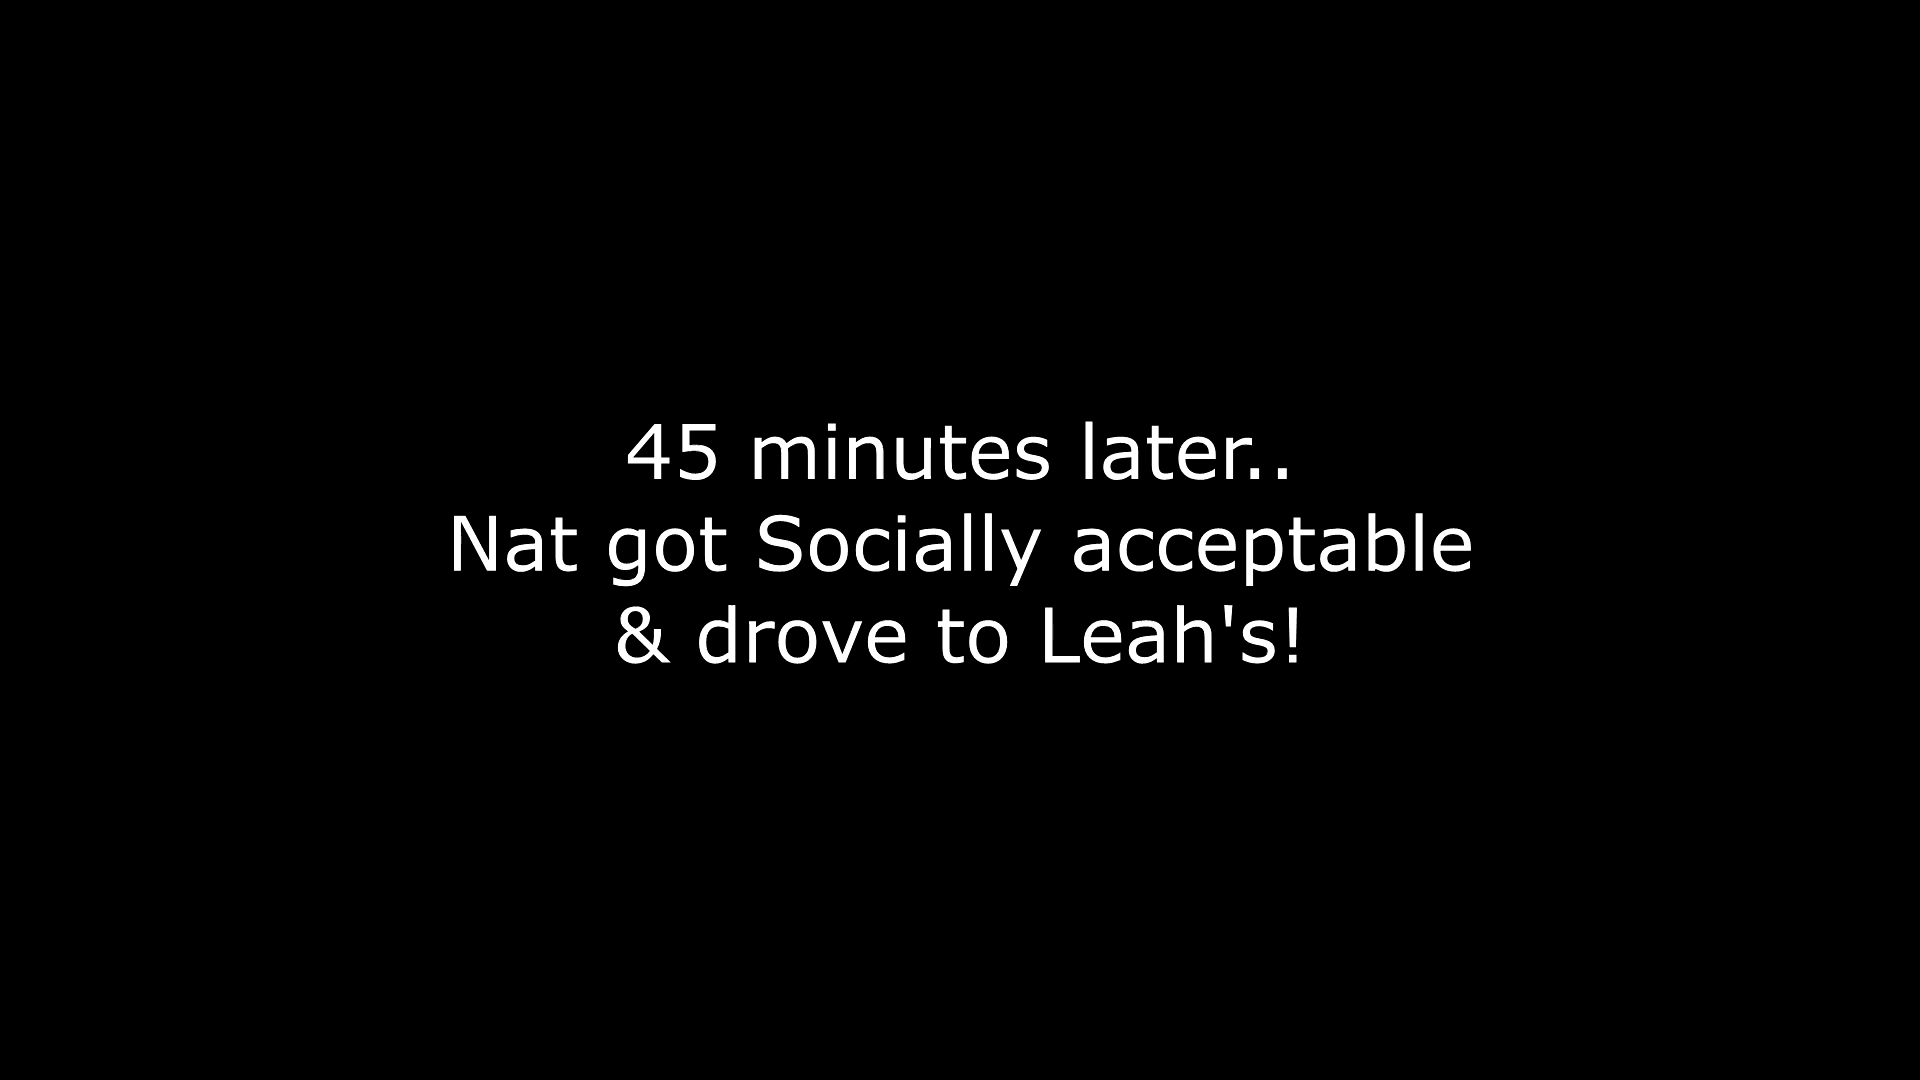 45 minutes later..
Nat got Socially acceptable
& drove to Leah's!